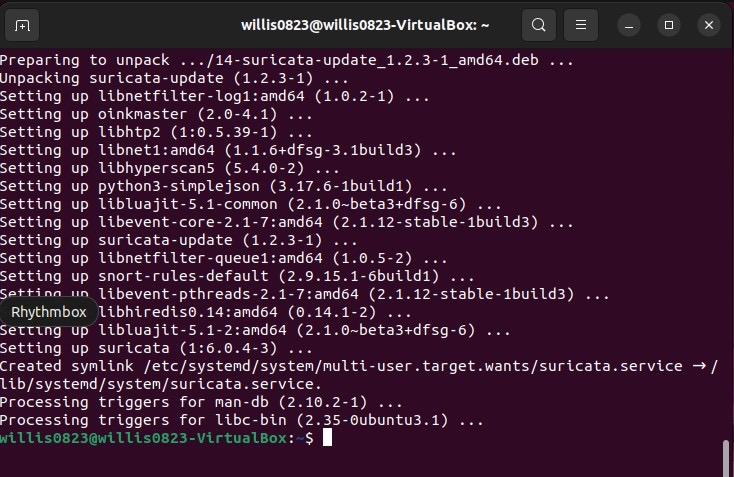 willis0823@willis0823-VirtualBox: ~
Preparing to unpack .../14-suricata-update_1.2.3-1_amd64.deb ...
Unpacking suricata-update (1.2.3-1) ...
Setting up libnetfilter-log1:amd64 (1.0.2-1) ...
Setting up oinkmaster (2.0-4.1) ...
Setting up libhtp2 (1:0.5.39-1) ...
Setting up libnet1:amd64 (1.1.6+dfsg-3.1build3) ...
Setting up libhyperscan5 (5.4.0-2) ...
Setting up python3-simplejson (3.17.6-1build1) ...
Setting up libluajit-5.1-common (2.1.0~beta3+dfsg-6) ...
Setting up libevent-core-2.1-7:amd64 (2.1.12-stable-1build3) ...
Setting up suricata-update (1.2.3-1) ...
Setting up libnetfilter-queue1:amd64 (1.0.5-2) ...
Setting up snort-rules-default (2.9.15.1-6build1) ...
Setting up libevent-pthreads-2.1-7:amd64 (2.1.12-stable-1build3) ...
Rhythmbox
libhiredis0.14:amd64 (0.14.1-2) ...
Setting up libluajit-5.1-2:amd64 (2.1.0~beta3+dfsg-6) ...
Setting up suricata (1:6.0.4-3) ...
Created symlink /etc/systemd/system/multi-user.target.wants/suricata.service → /
lib/systemd/system/suricata.service.
Processing triggers for man-db (2.10.2-1) ...
Processing triggers for libc-bin (2.35-0ubuntu3.1) ...
willis0823@willis0823-VirtualBox:~$